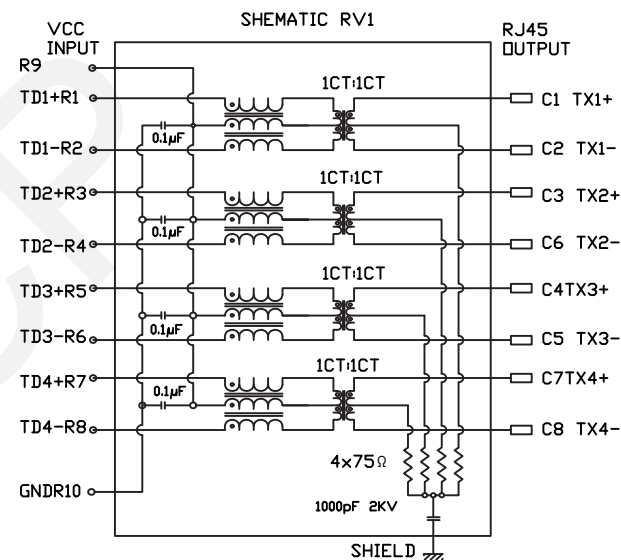 SHEMATIC RV1
VCC
INPUT
RJ45
OUTPUT
R9
1CT:1CT
TD1+R1
C1 TX1+
0.1µF
TD1-R2
C2 TX1-
1CT:1CT
TD2+R3
C3 TX2+
0.1µF
TD2-R4
C6 TX2-
1CT:1CT
TD3+R5
C4TX3+
0.1µF
TD3-R6
C5 TX3-
1CT:1CT
TD4+R7
C7TX4+
0.1µF
TD4-R8
C8 TX4-
4x75Ω
GNDR10
1000pF 2KV
SHIELD